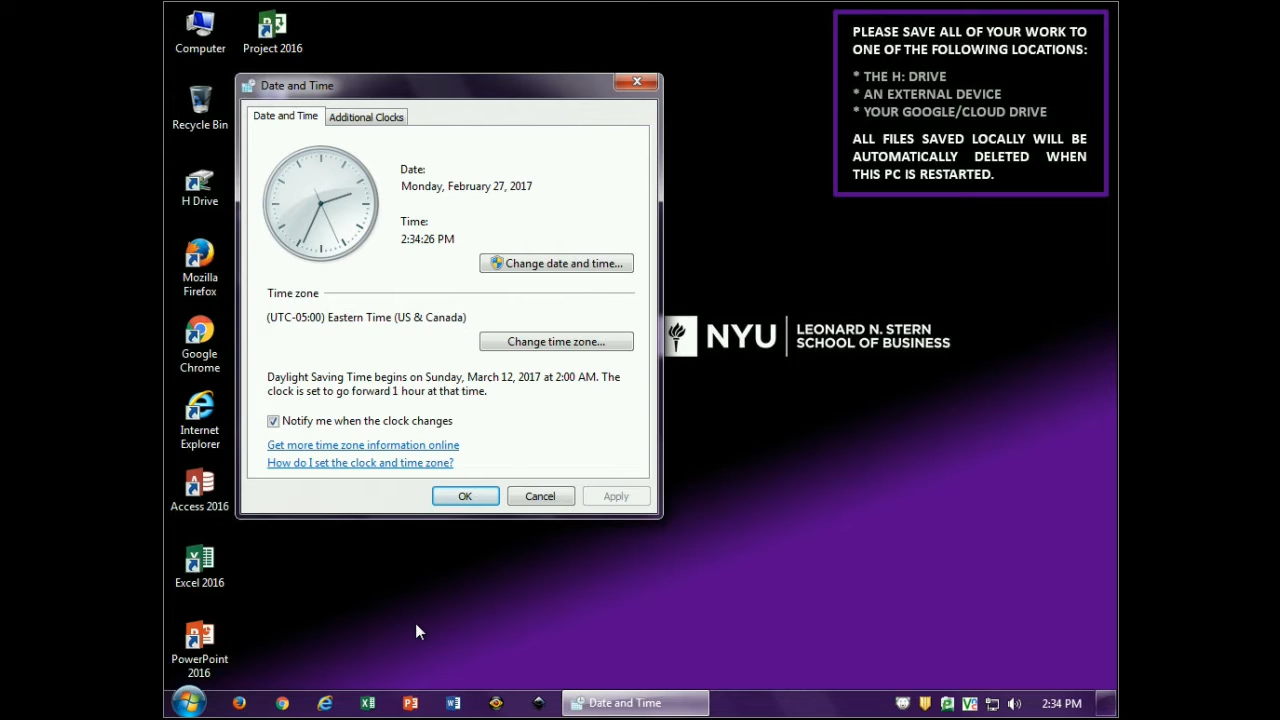 Computer
Project 2016
Recycle Bin
H Drive
Mozilla
Firefox
Google
Chrome
Internet
Explorer
Access 2016
Excel 2016
PowerPoint
2016
Date and Time
Date and Time
Additional Clocks
Date:
Monday, February 27, 2017
Time:
2:34:26 PM
Change date and time...
Time zone
(UTC-05:00) Eastern Time (US & Canada)
Change time zone...
Daylight Saving Time begins on Sunday, March 12, 2017 at 2:00 AM. The
clock is set to go forward 1 hour at that time.
Notify me when the clock changes
Get more time zone information online
How do I set the clock and time zone?
OK
Cancel
Apply
PLEASE SAVE ALL OF YOUR WORK TO
ONE OF THE FOLLOWING LOCATIONS:
* THE H: DRIVE
* AN EXTERNAL DEVICE
* YOUR GOOGLE/CLOUD DRIVE
ALL FILES SAVED LOCALLY WILL BE
AUTOMATICALLY DELETED WHEN
THIS PC IS RESTARTED.
NYU
LEONARD N. STERN
SCHOOL OF BUSINESS
Date and Time
2:34 PM